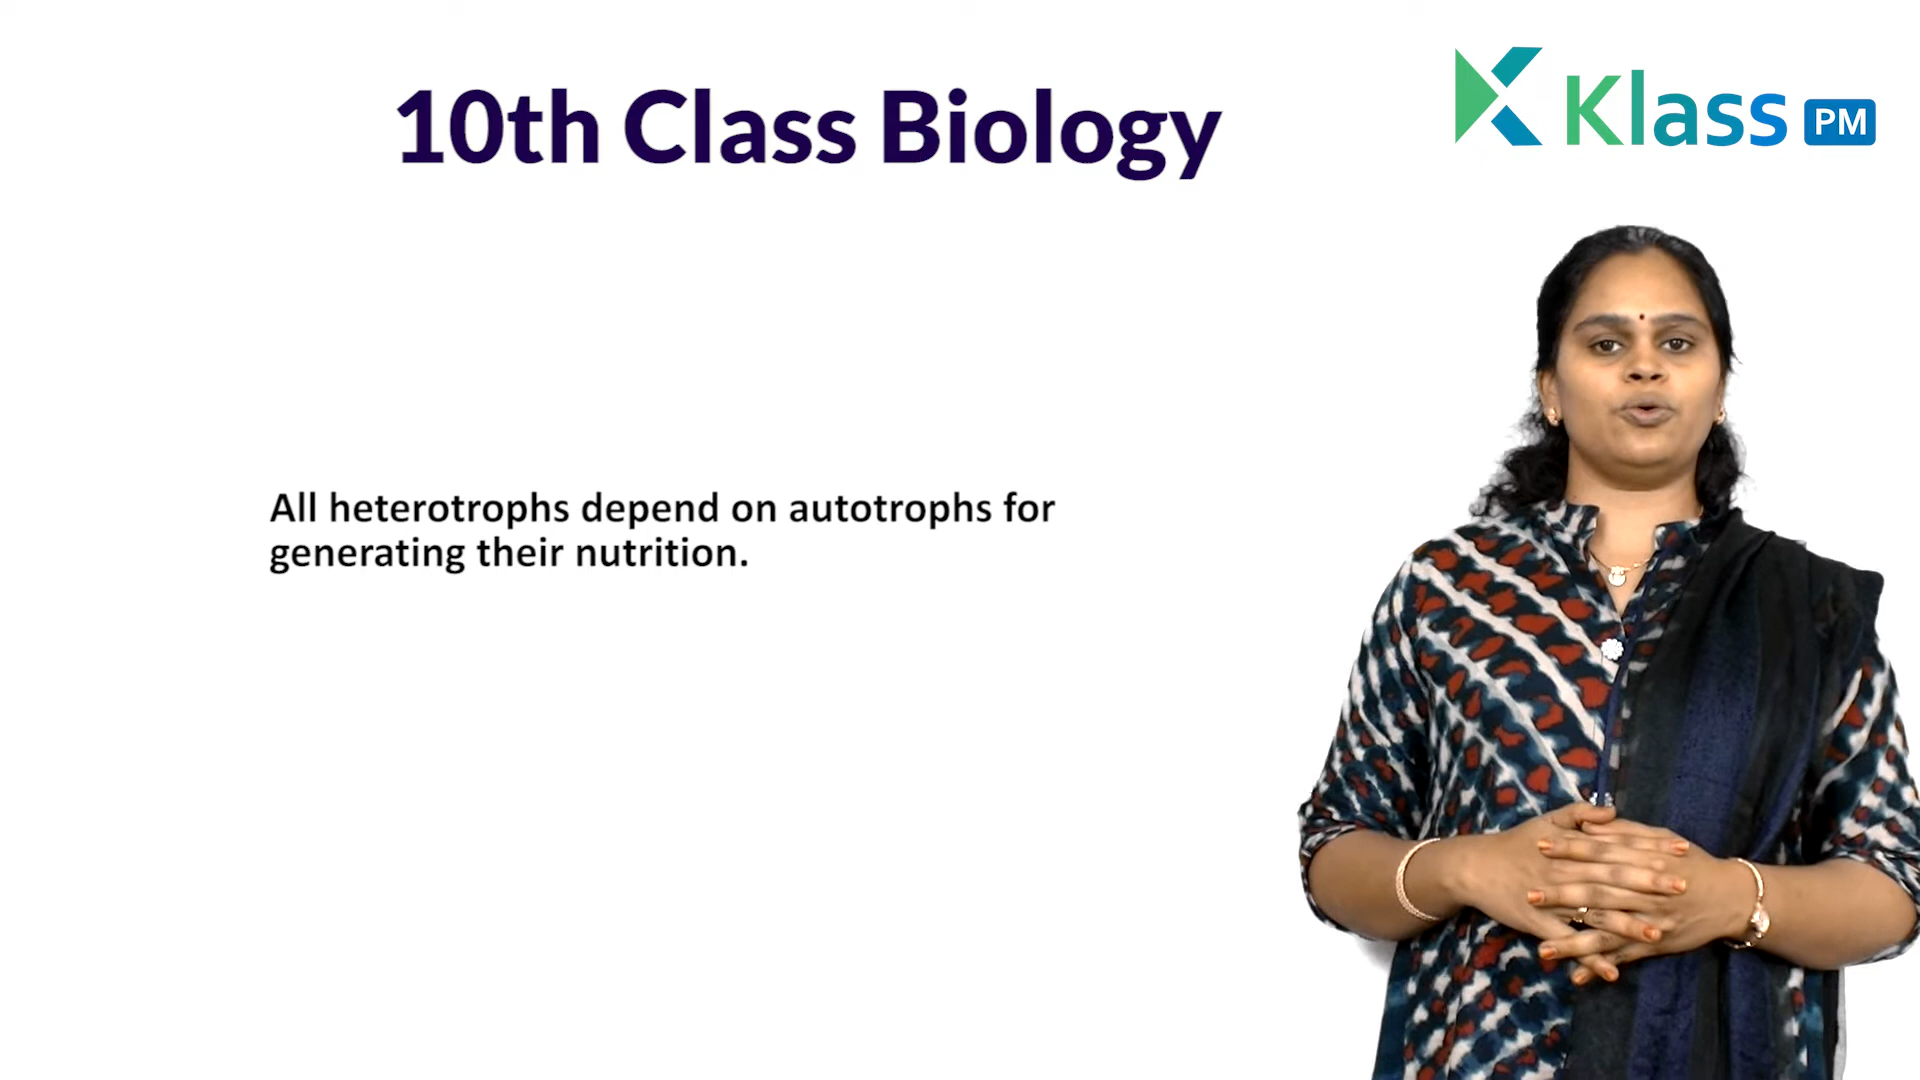 10th Class Biology
Klass PM
All heterotrophs depend on autotrophs for
generating their nutrition.